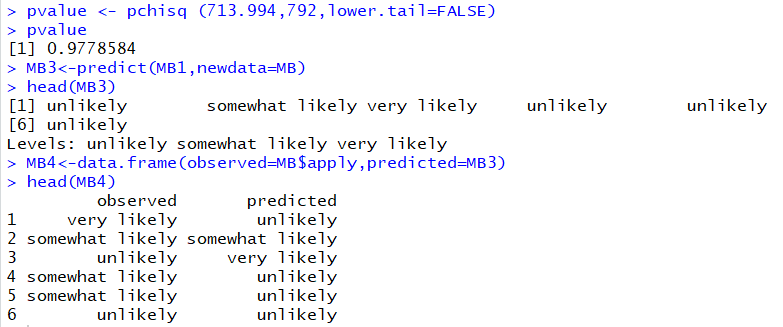 > pvalue <- pchisq (713.994,792,lower.tail=FALSE)
> pvalue
[1] 0.9778584
> MB3<-predict(MB1,newdata=MB)
> head(MB3)
[1] unlikely        somewhat likely very likely     unlikely        unlikely
[6] unlikely
Levels: unlikely somewhat likely very likely
> MB4<-data.frame(observed=MB$apply,predicted=MB3)
> head(MB4)
         observed       predicted
1     very likely        unlikely
2 somewhat likely somewhat likely
3        unlikely     very likely
4 somewhat likely        unlikely
5 somewhat likely        unlikely
6        unlikely        unlikely